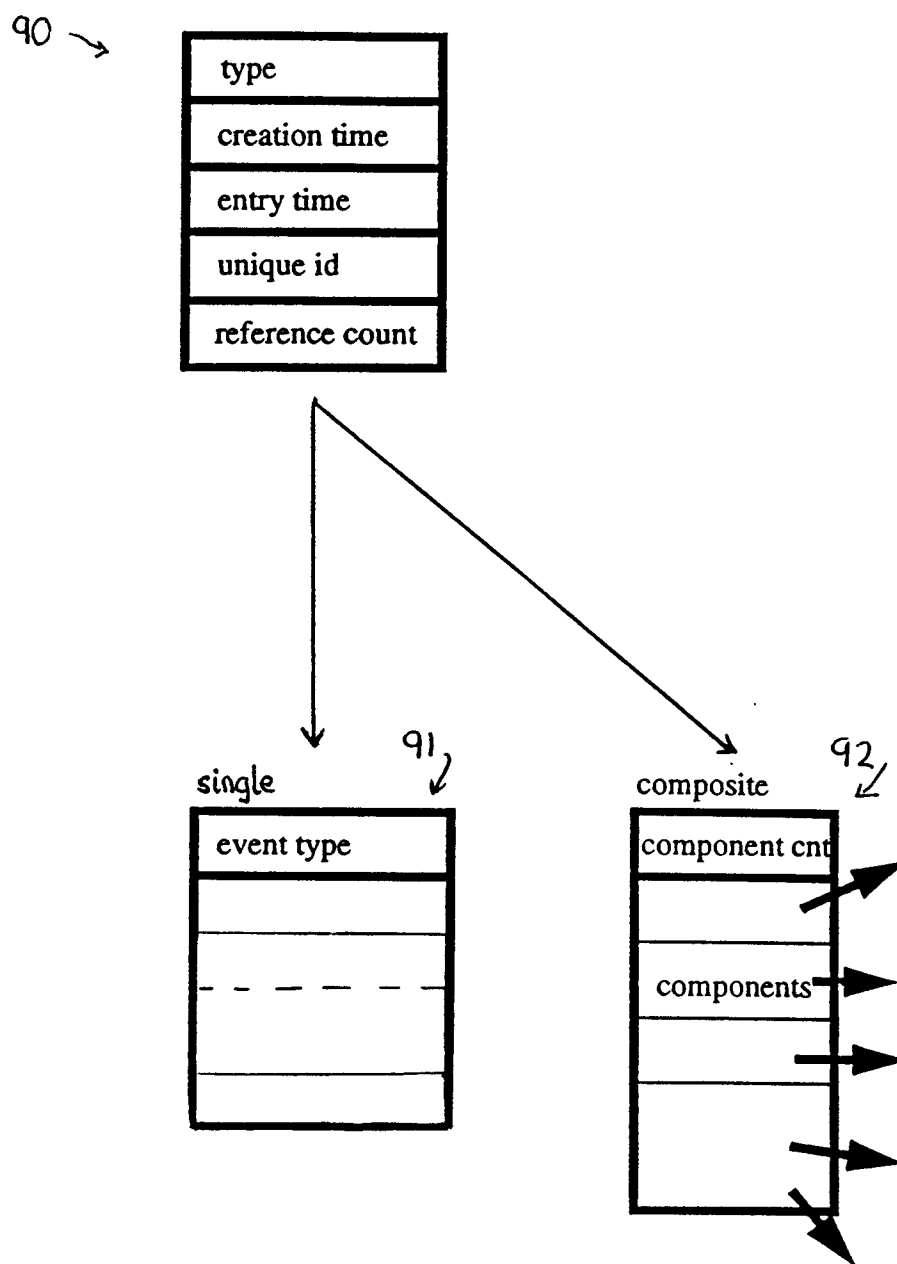 90
type
creation time
entry time
unique id
reference count
single
91
event type
composite
92
component cnt
components